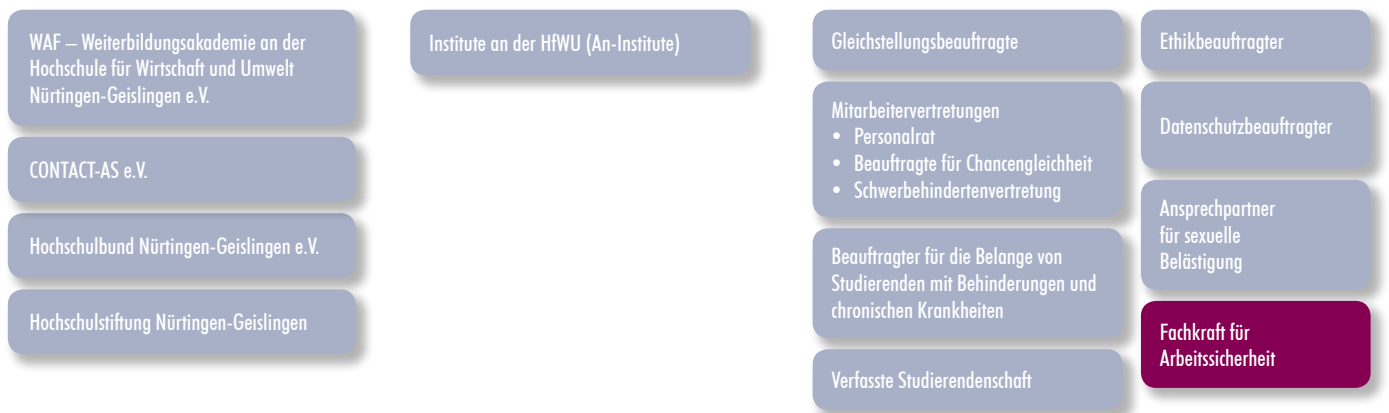 WAF – Weiterbildungsakademie an der
Hochschule für Wirtschaft und Umwelt
Nürtingen-Geislingen e.V.
CONTACT-AS e.V.
Hochschulbund Nürtingen-Geislingen e.V.
Hochschulstiftung Nürtingen-Geislingen
Institute an der HfWU (An-Institute)
Gleichstellungsbeauftragte
Mitarbeitervertretungen
• Personalrat
• Beauftragte für Chancengleichheit
• Schwerbehindertenvertretung
Beauftragter für die Belange von
Studierenden mit Behinderungen und
chronischen Krankheiten
Verfasste Studierendenschaft
Ethikbeauftragter
Datenschutzbeauftragter
Ansprechpartner
für sexuelle
Belästigung
Fachkraft für
Arbeitssicherheit